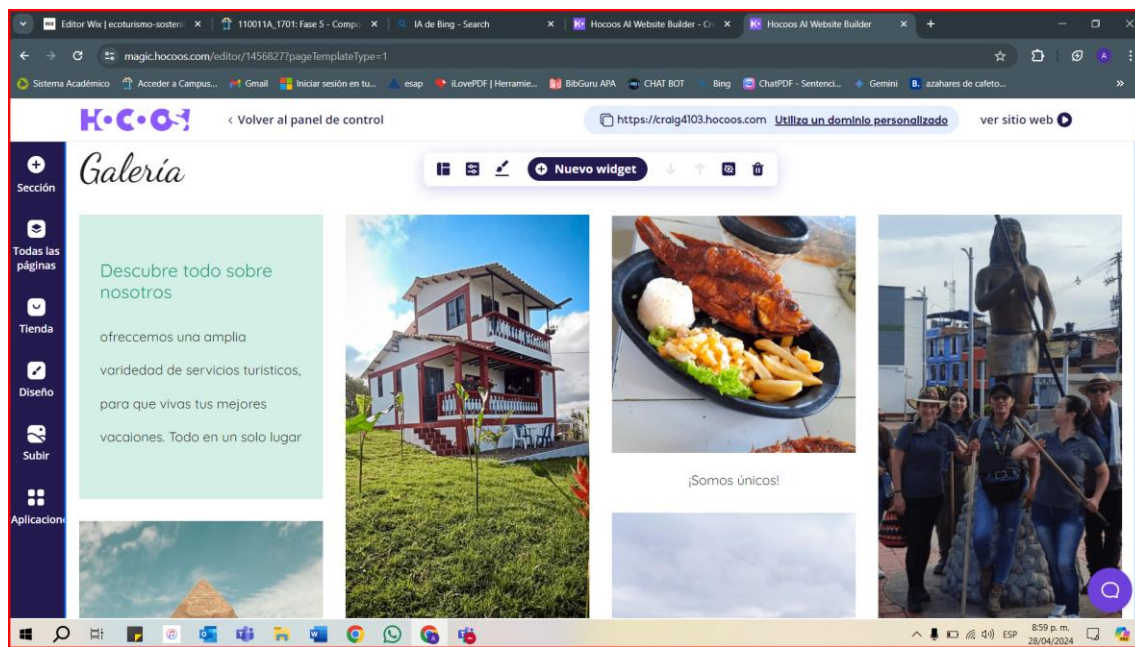 Editor Wix | ecoturismo-sostenil
110011A_1701: Fase 5 - Compo
IA de Bing - Search
Hocoos AI Website Builder - Cr
Hocoos AI Website Builder
magic.hocoos.com/editor/1456827?pageTemplateType=1
Sistema Académico
Acceder a Campus...
Gmail
Iniciar sesión en tu...
esap
iLovePDF | Herramie...
BibGuru APA
CHAT BOT
Bing
ChatPDF - Sentenci...
Gemini
azahares de cafeto...
HOCOOS!
< Volver al panel de control
https://craig4103.hocoos.com Utiliza un dominio personalizado
ver sitio web
Sección
Todas las
páginas
Tienda
Diseño
Subir
Aplicacione
Galería
Nuevo widget
Descubre todo sobre
nosotros
ofreccemos una amplia
varidedad de servicios turisticos,
para que vivas tus mejores
vacaiones. Todo en un solo lugar
¡Somos únicos!
ESP
8:59 p. m.
28/04/2024